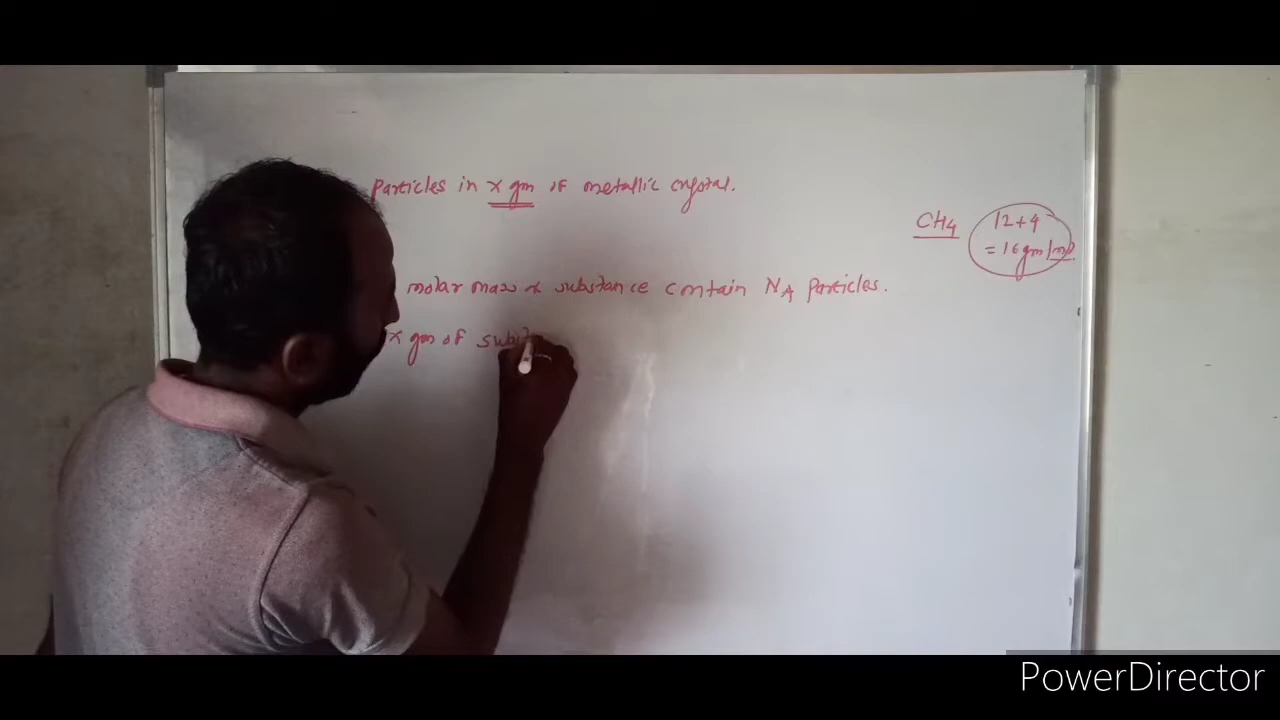 particles in x gm of metallic crystal.
CH4 12+4
= 16gm/mol.
molar mass of substance contain NA particles.
x gm of subst
PowerDirector